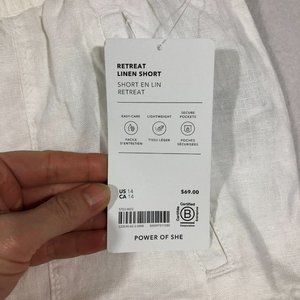 RETREAT
LINEN SHORT
SHORT EN LIN
RETREAT
EASY-CARE
LIGHTWEIGHT
SECURE
POCKETS
FACILE
D'ENTRETIEN
TISSU LÉGER
POCHES
SÉCURISÉES
US 14
CA 14
$69.00
Certified
B
Corporation
POWER OF SHE